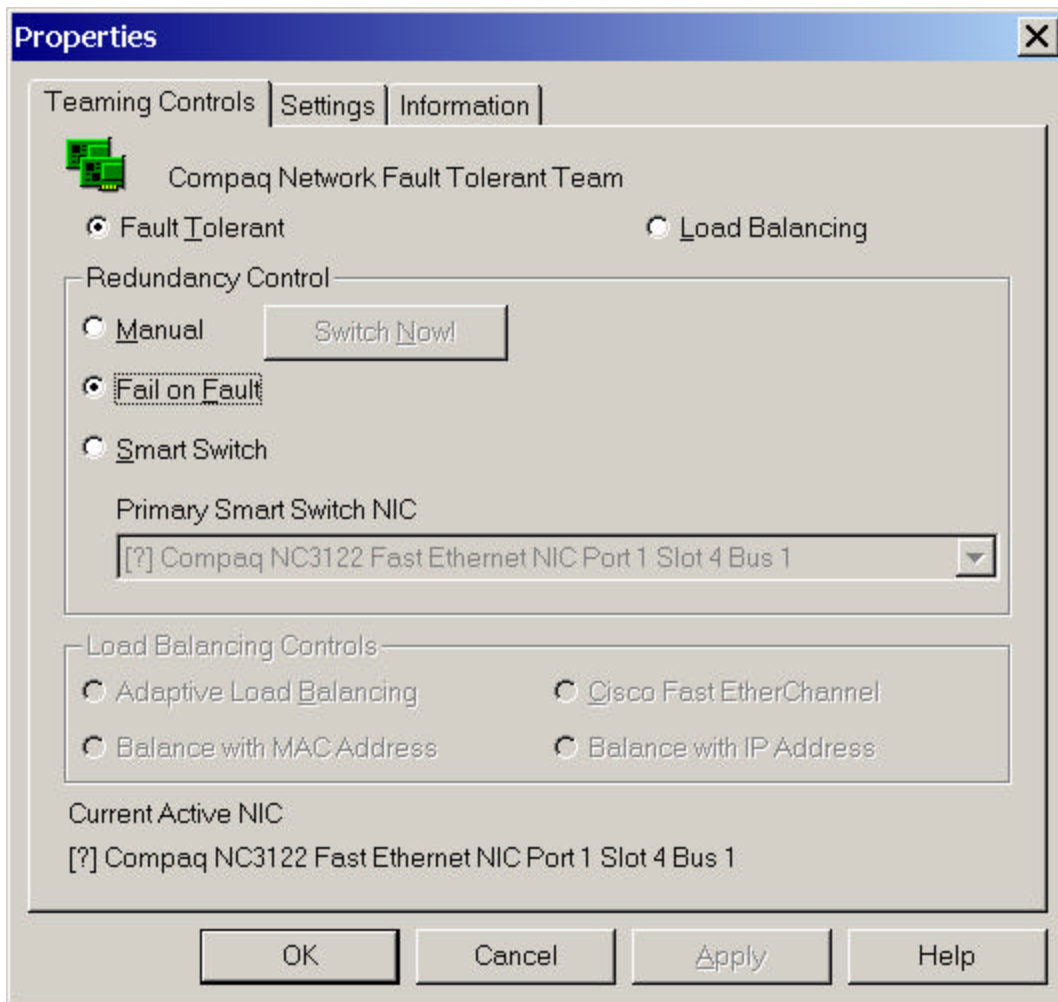 Properties
Teaming Controls Settings Information
Compaq Network Fault Tolerant Team
Fault Tolerant Load Balancing
Redundancy Control
Manual Switch Now!
Fail on Fault
Smart Switch
Primary Smart Switch NIC
[?] Compaq NC3122 Fast Ethernet NIC Port 1 Slot 4 Bus 1
Load Balancing Controls
Adaptive Load Balancing Cisco Fast EtherChannel
Balance with MAC Address Balance with IP Address
Current Active NIC
[?] Compaq NC3122 Fast Ethernet NIC Port 1 Slot 4 Bus 1
OK Cancel Apply Help